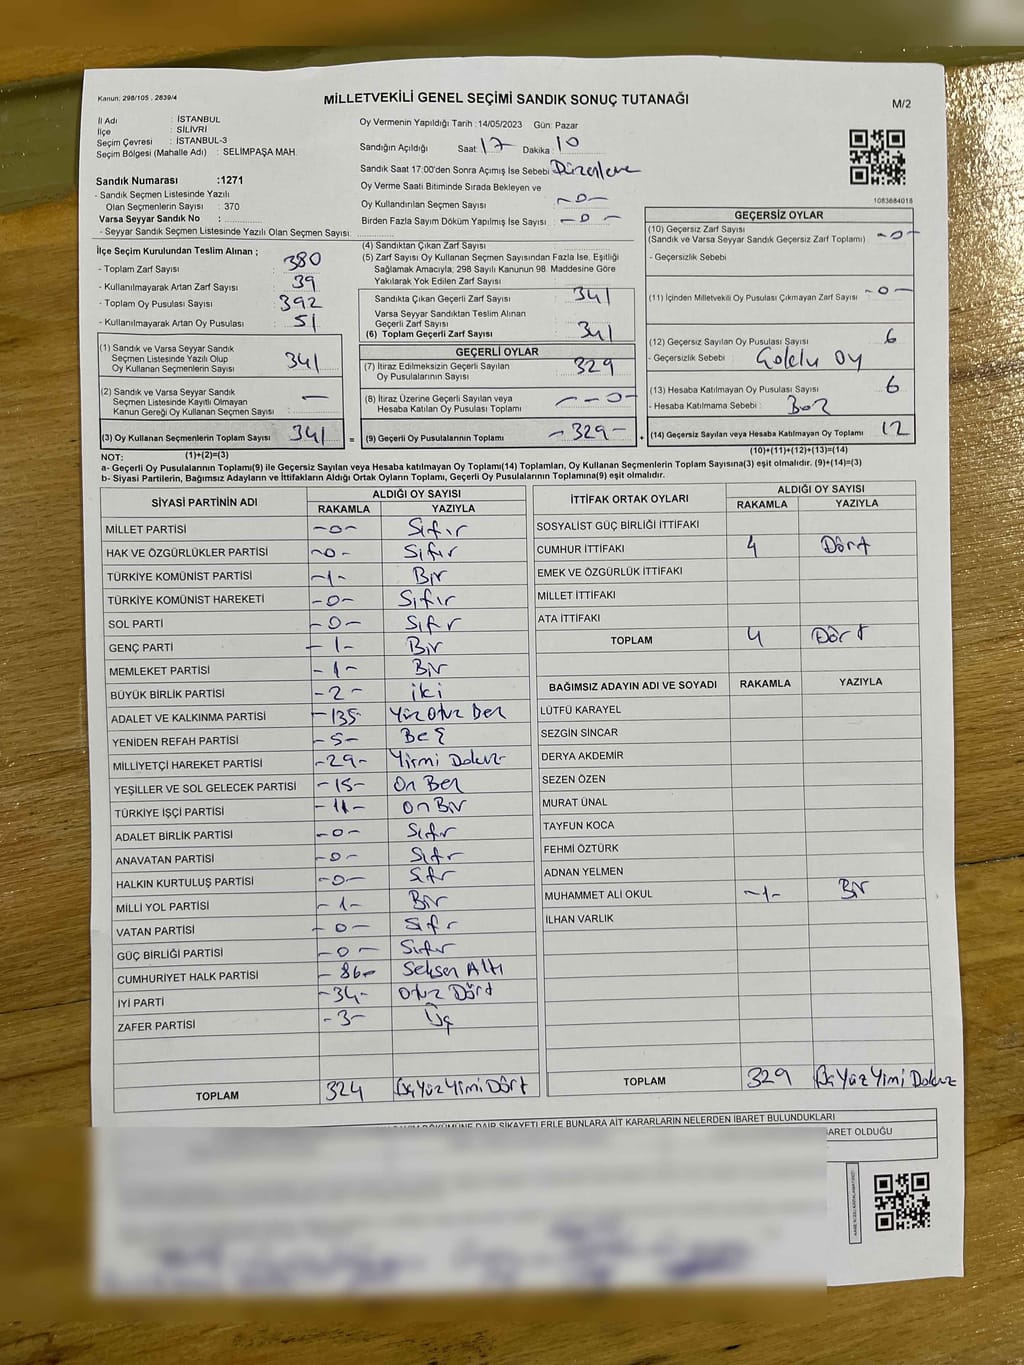 Kanun: 298/105 , 2839/4
MİLLETVEKİLİ GENEL SEÇİMİ SANDIK SONUÇ TUTANAĞI
M/2
İl Adı : İSTANBUL
İlçe : SİLİVRİ
Seçim Çevresi : İSTANBUL-3
Seçim Bölgesi (Mahalle Adı) : SELİMPAŞA MAH.
Oy Vermenin Yapıldığı Tarih : 14/05/2023 Gün: Pazar
Sandığın Açıldığı Saat 17 Dakika : 10
Sandık Saat 17:00'den Sonra Açımış İse Sebebi Düzenleme
Oy Verme Saati Bitiminde Sırada Bekleyen ve
Oy Kullandırılan Seçmen Sayısı : -0-
Birden Fazla Sayım Döküm Yapılmış İse Sayısı : -0-
1083684018
Sandık Numarası :1271
- Sandık Seçmen Listesinde Yazılı
Olan Seçmenlerin Sayısı : 370
Varsa Seyyar Sandık No :
- Seyyar Sandık Seçmen Listesinde Yazılı Olan Seçmen Sayısı:
İlçe Seçim Kurulundan Teslim Alınan ;
- Toplam Zarf Sayısı : 380
- Kullanılmayarak Artan Zarf Sayısı : 39
- Toplam Oy Pusulası Sayısı : 392
- Kullanılmayarak Artan Oy Pusulası : 51
(1) Sandık ve Varsa Seyyar Sandık
Seçmen Listesinde Yazılı Olup
Oy Kullanan Seçmenlerin Sayısı : 341
(2) Sandık ve Varsa Seyyar Sandık
Seçmen Listesinde Kayıtlı Olmayan
Kanun Gereği Oy Kullanan Seçmen Sayısı : —
(3) Oy Kullanan Seçmenlerin Toplam Sayısı : 341 =
(4) Sandıktan Çıkan Zarf Sayısı :
(5) Zarf Sayısı Oy Kullanan Seçmen Sayısından Fazla İse, Eşitliği
Sağlamak Amacıyla; 298 Sayılı Kanunun 98. Maddesine Göre
Yakılarak Yok Edilen Zarf Sayısı :
Sandıkta Çıkan Geçerli Zarf Sayısı : 341
Varsa Seyyar Sandıktan Teslim Alınan
Geçerli Zarf Sayısı :
(6) Toplam Geçerli Zarf Sayısı : 341
GEÇERLİ OYLAR
(7) İtiraz Edilmeksizin Geçerli Sayılan
Oy Pusulalarının Sayısı : 329
(8) İtiraz Üzerine Geçerli Sayılan veya
Hesaba Katılan Oy Pusulası Toplamı : --0-
(9) Geçerli Oy Pusulalarının Toplamı : -329-
GEÇERSİZ OYLAR
(10) Geçersiz Zarf Sayısı
(Sandık ve Varsa Seyyar Sandık Geçersiz Zarf Toplamı) : -0-
- Geçersizlik Sebebi
(11) İçinden Milletvekili Oy Pusulası Çıkmayan Zarf Sayısı : -0-
(12) Geçersiz Sayılan Oy Pusulası Sayısı : 6
- Geçersizlik Sebebi :
(13) Hesaba Katılmayan Oy Pusulası Sayısı : 6
- Hesaba Katılmama Sebebi : Boz
(14) Geçersiz Sayılan veya Hesaba Katılmayan Oy Toplamı : 12
NOT: (1)+(2)=(3)
(10)+(11)+(12)+(13)=(14)
a- Geçerli Oy Pusulalarının Toplamı(9) ile Geçersiz Sayılan veya Hesaba katılmayan Oy Toplamı(14) Toplamları, Oy Kullanan Seçmenlerin Toplam Sayısına(3) eşit olmalıdır. (9)+(14)=(3)
b- Siyasi Partilerin, Bağımsız Adayların ve İttifakların Aldığı Ortak Oyların Toplamı, Geçerli Oy Pusulalarının Toplamına(9) eşit olmalıdır.
SİYASİ PARTİNİN ADI ALDIĞI OY SAYISI
RAKAMLA YAZIYLA
MİLLET PARTİSİ -0- Sıfır
HAK VE ÖZGÜRLÜKLER PARTİSİ -0- Sıfır
TÜRKİYE KOMÜNİST PARTİSİ -1- Bir
TÜRKİYE KOMÜNİST HAREKETİ -0- Sıfır
SOL PARTİ -0- Sıfır
GENÇ PARTİ -1- Bir
MEMLEKET PARTİSİ -1- Bir
BÜYÜK BİRLİK PARTİSİ -2- iki
ADALET VE KALKINMA PARTİSİ -135- Yüz Otuz Beş
YENİDEN REFAH PARTİSİ -5- Beş
MİLLİYETÇİ HAREKET PARTİSİ -29- Yirmi Dokuz
YEŞİLLER VE SOL GELECEK PARTİSİ -15- On Beş
TÜRKİYE İŞÇİ PARTİSİ -11- On Bir
ADALET BİRLİK PARTİSİ -0- Sıfır
ANAVATAN PARTİSİ -0- Sıfır
HALKIN KURTULUŞ PARTİSİ -0- Sıfır
MİLLİ YOL PARTİSİ -1- Bir
VATAN PARTİSİ -0- Sıfır
GÜÇ BİRLİĞİ PARTİSİ -0- Sıfır
CUMHURİYET HALK PARTİSİ -86- Seksen Altı
İYİ PARTİ -34- Otuz Dört
ZAFER PARTİSİ -3- Üç
TOPLAM 324 Üç Yüz Yirmi Dört
İTTİFAK ORTAK OYLARI ALDIĞI OY SAYISI
RAKAMLA YAZIYLA
SOSYALİST GÜÇ BİRLİĞİ İTTİFAKI
CUMHUR İTTİFAKI 4 Dört
EMEK VE ÖZGÜRLÜK İTTİFAKI
MİLLET İTTİFAKI
ATA İTTİFAKI
TOPLAM 4 Dört
BAĞIMSIZ ADAYIN ADI VE SOYADI RAKAMLA YAZIYLA
LÜTFÜ KARAYEL
SEZGİN SİNCAR
DERYA AKDEMİR
SEZEN ÖZEN
MURAT ÜNAL
TAYFUN KOCA
FEHMİ ÖZTÜRK
ADNAN YELMEN
MUHAMMET ALİ OKUL -1- Bir
İLHAN VARLIK
TOPLAM 329 Üç Yüz Yirmi Dokuz
DÖKÜMÜNE DAİR ŞİKAYETLERLE BUNLARA AİT KARARLARIN NELERDEN İBARET BULUNDUKLARI
İBARET OLDUĞU